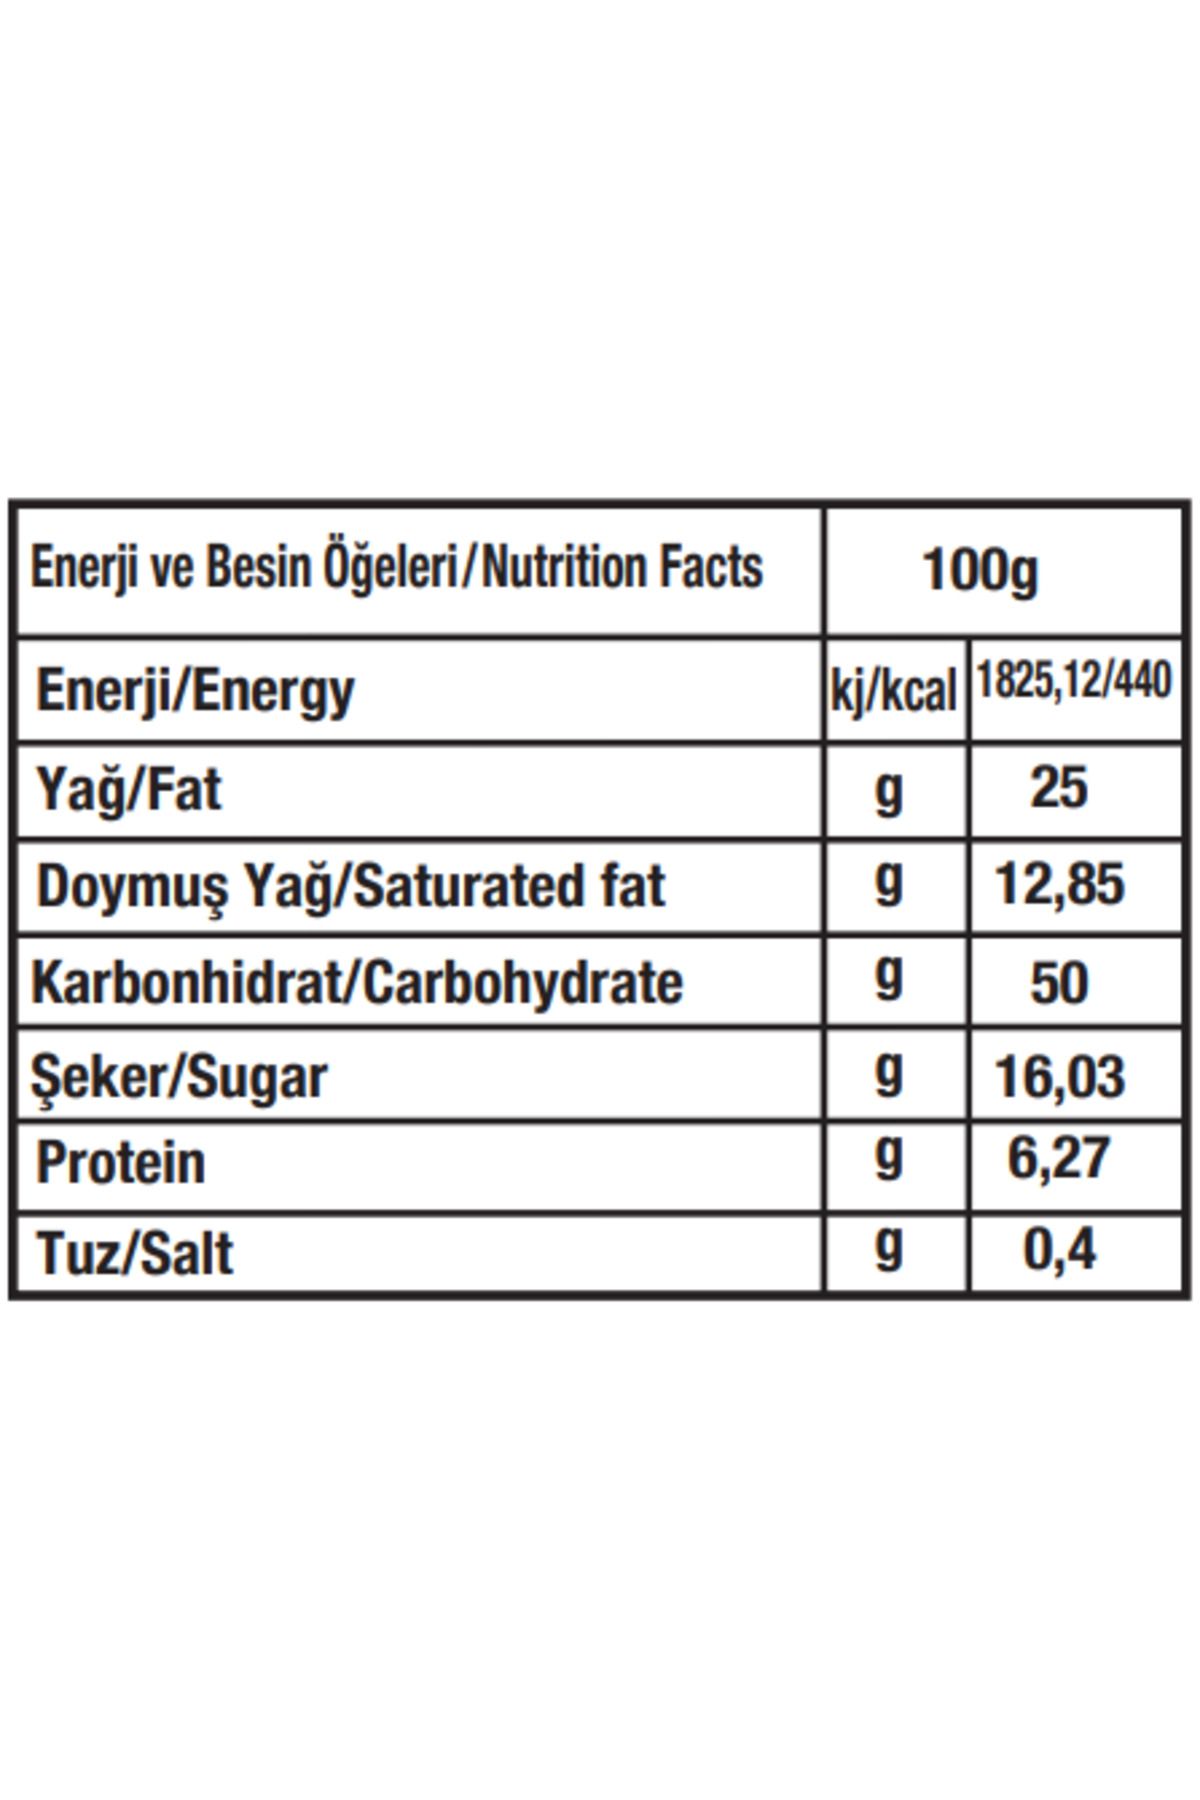 Enerji ve Besin Öğeleri/Nutrition Facts 100g
Enerji/Energy kj/kcal 1825,12/440
Yağ/Fat g 25
Doymuş Yağ/Saturated fat g 12,85
Karbonhidrat/Carbohydrate g 50
Şeker/Sugar g 16,03
Protein g 6,27
Tuz/Salt g 0,4